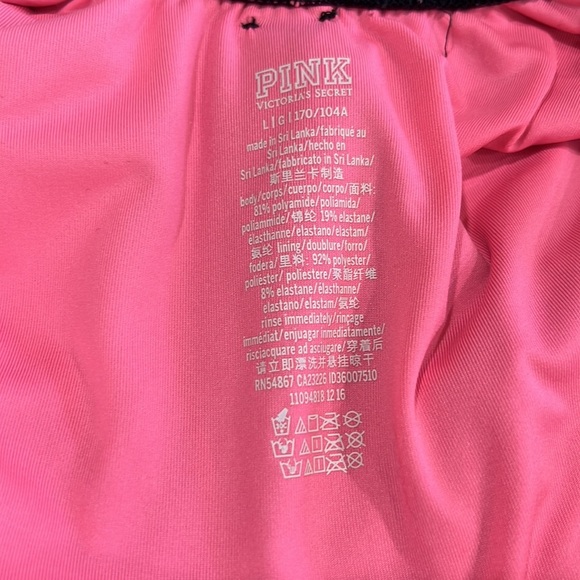 PINK
VICTORIA'S SECRET
L|G|170/104A
made in Sri Lanka/fabriqué au
Sri Lanka/hecho en
Sri Lanka/fabbricato in Sri Lanka/
斯里兰卡制造
body/corps/cuerpo/corpo/面料:
81% polyamide/poliamida/
poliammide/锦纶 19% elastane/
élasthanne/elastano/elastam/
氨纶 lining/doublure/forro/
fodera/里料: 92% polyester/
poliéster/poliestere/聚酯纤维
8% elastane/élasthanne/
elastano/elastam/氨纶
rinse immediately/rinçage
immédiat/enjuagar inmediatamente/
risciacquare ad asciugare/穿着后
请立即漂洗并悬挂晾干
RN54867 CA23226 ID36007510
11094818 12 16